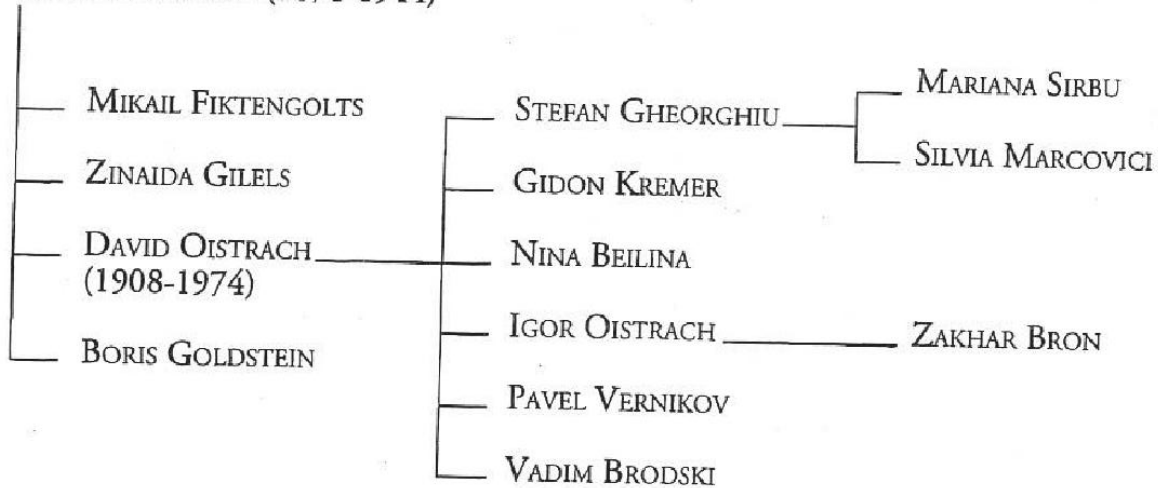 MIKAIL FIKTENGOLTS
ZINAIDA GILELS
DAVID OISTRACH
(1908-1974)
BORIS GOLDSTEIN
STEFAN GHEORGHIU
GIDON KREMER
NINA BEILINA
IGOR OISTRACH
PAVEL VERNIKOV
VADIM BRODSKI
MARIANA SIRBU
SILVIA MARCOVICI
ZAKHAR BRON